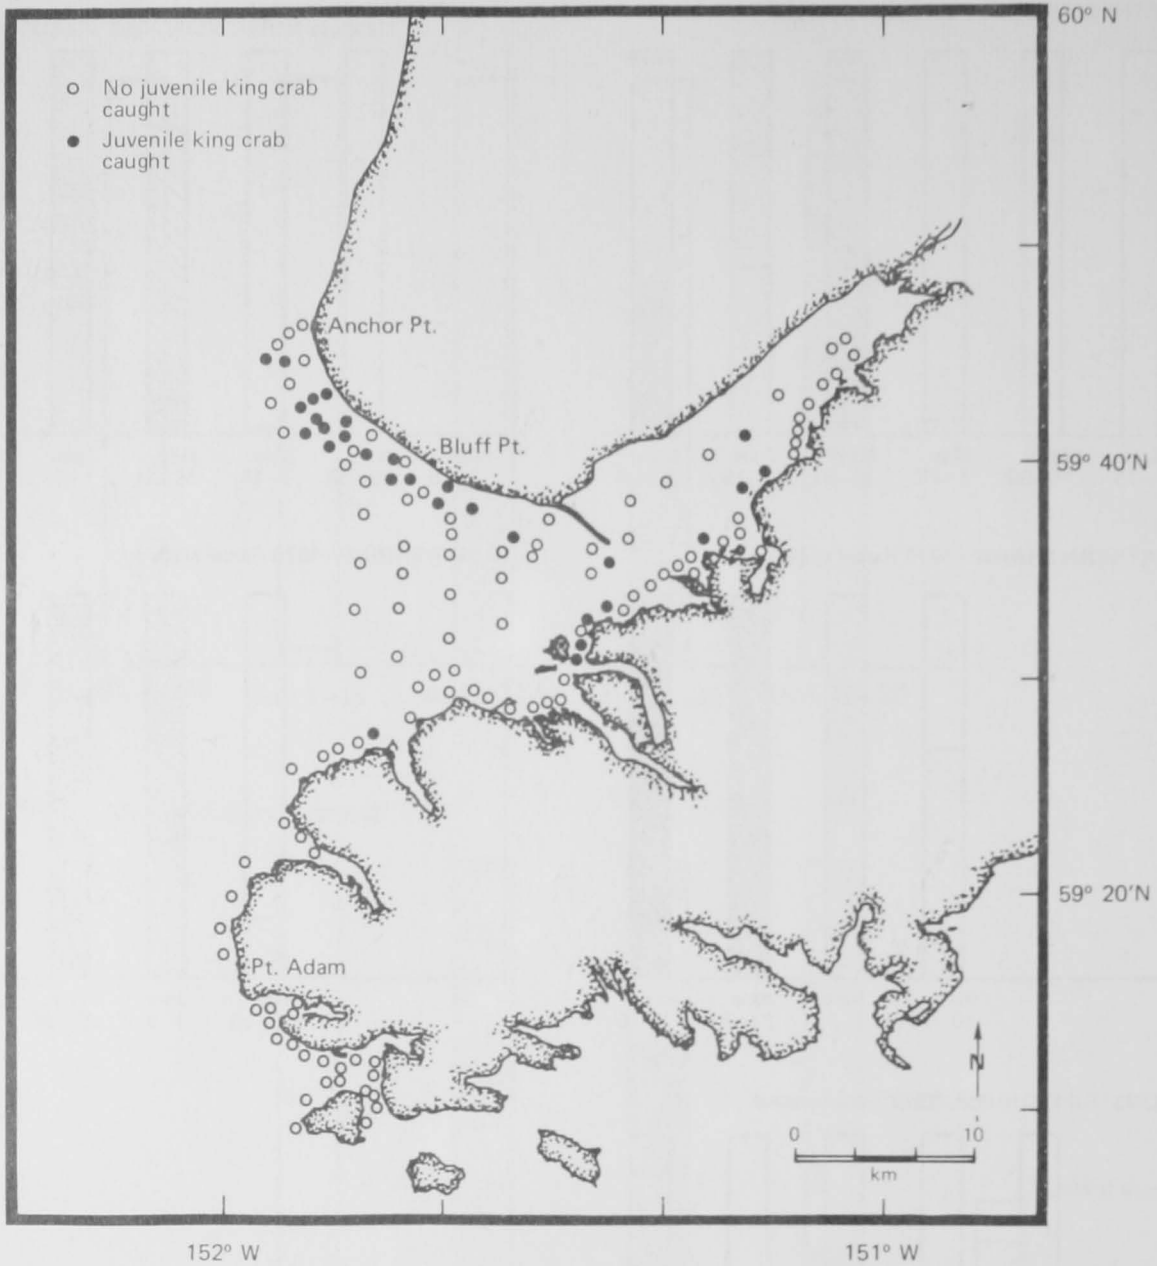 60° N
No juvenile king crab
caught
Juvenile king crab
caught
Anchor Pt.
Bluff Pt.
59° 40'N
59° 20'N
Pt. Adam
N
0 10
km
152° W 151° W